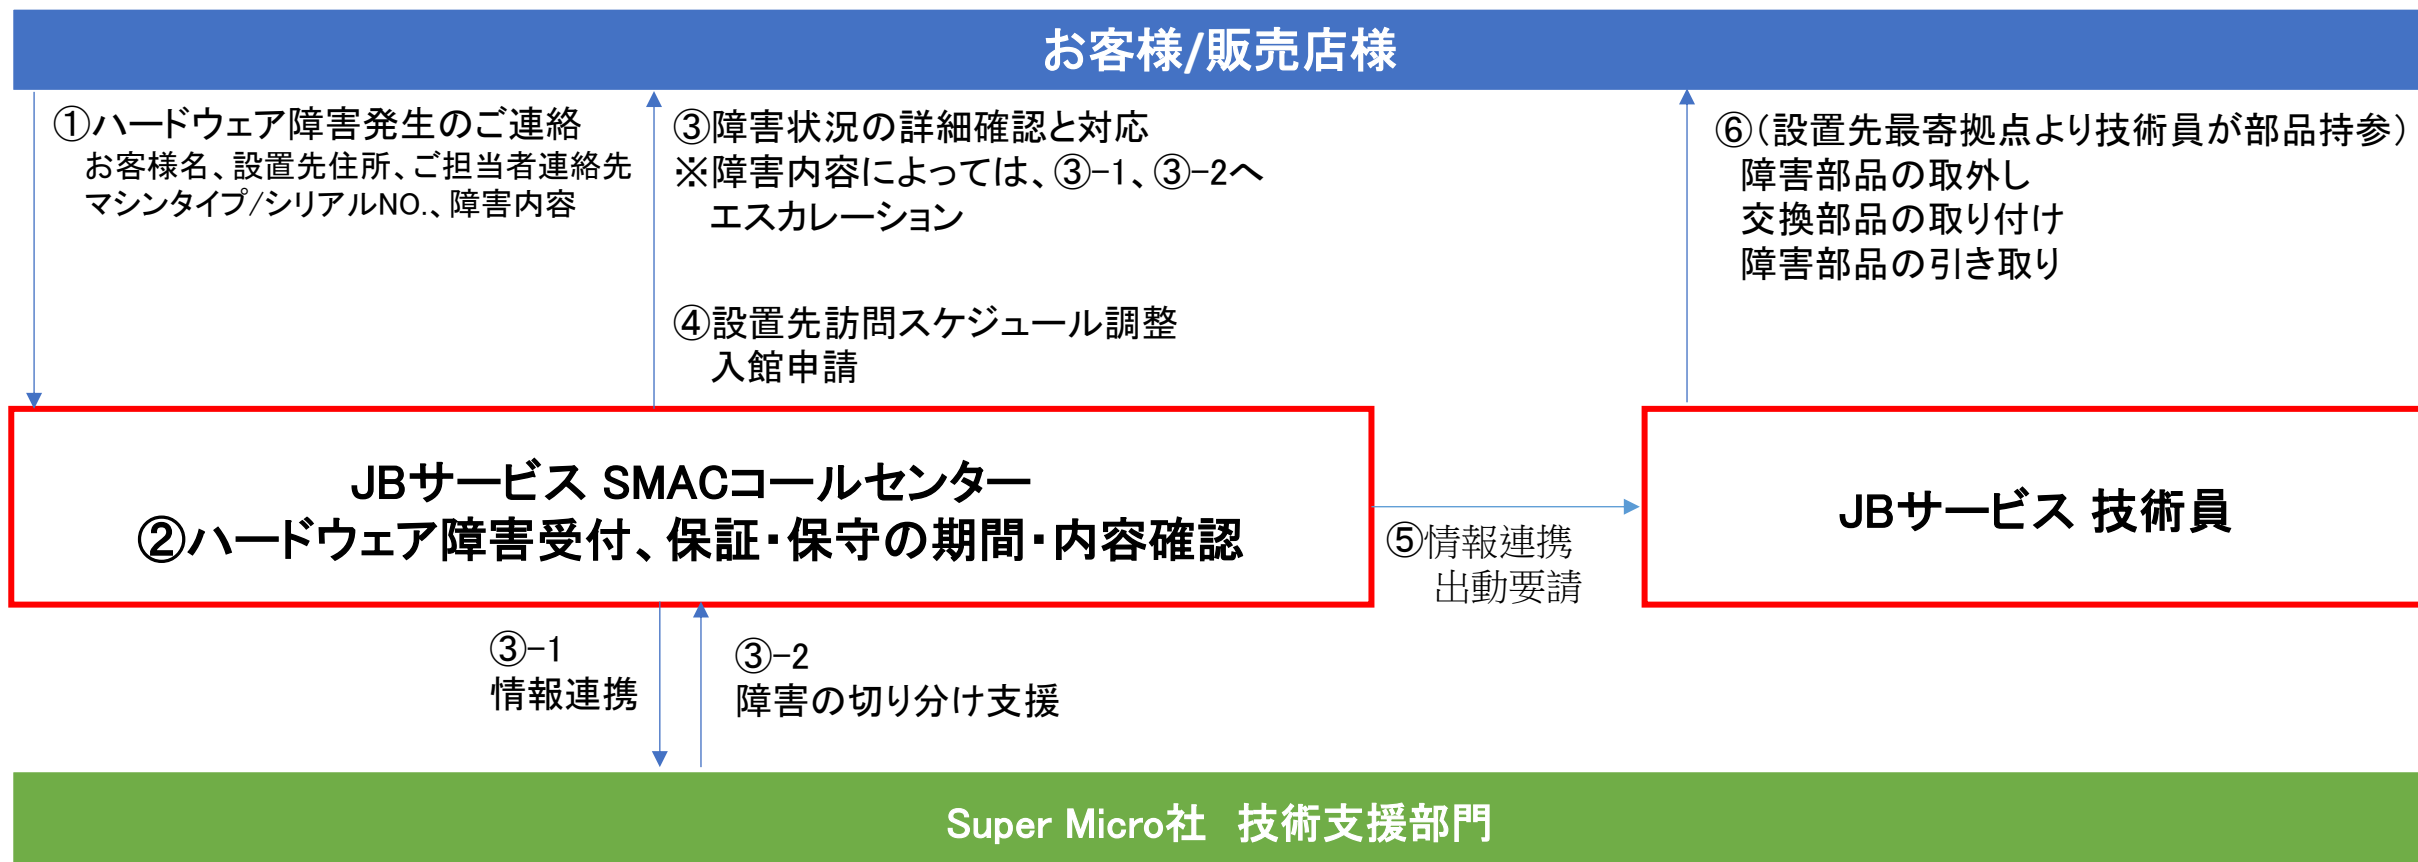 お客様/販売店様
①ハードウェア障害発生のご連絡
お客様名、設置先住所、ご担当者連絡先
マシンタイプ/シリアルNO.、障害内容
③障害状況の詳細確認と対応
※障害内容によっては、③-1、③-2へ
エスカレーション
④設置先訪問スケジュール調整
入館申請
⑥(設置先最寄拠点より技術員が部品持参)
障害部品の取外し
交換部品の取り付け
障害部品の引き取り
JBサービス SMACコールセンター
②ハードウェア障害受付、保証・保守の期間・内容確認
⑤情報連携
出動要請
JBサービス 技術員
③-1
情報連携
③-2
障害の切り分け支援
Super Micro社　技術支援部門